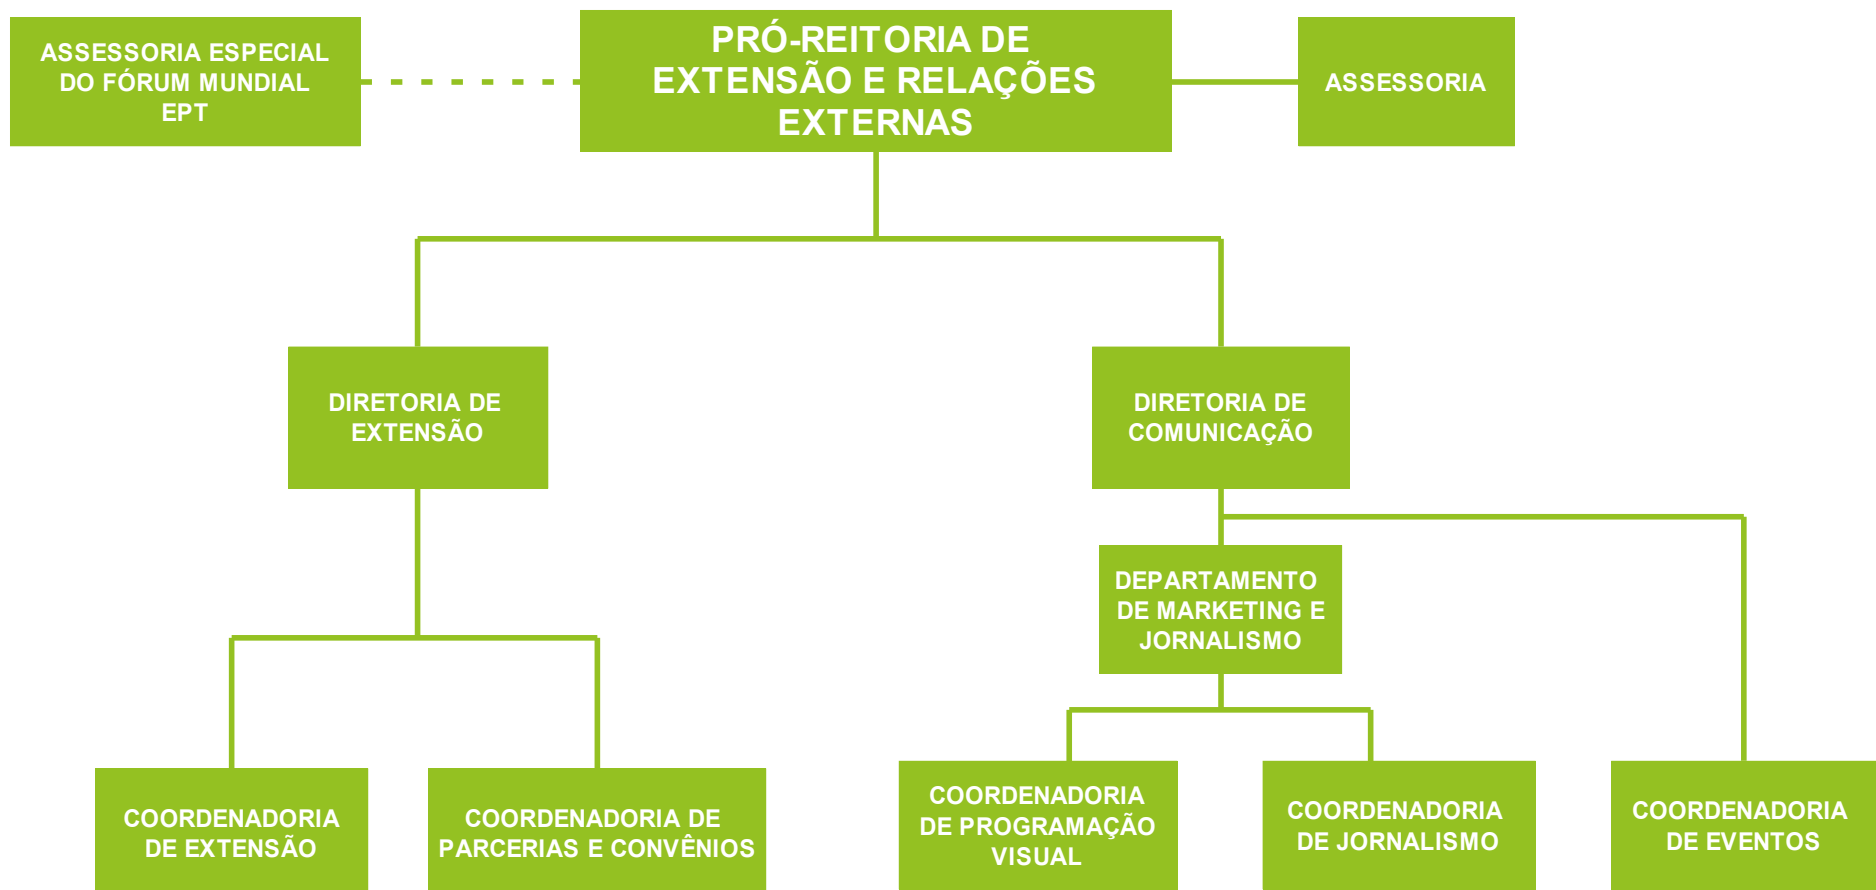 ASSESSORIA ESPECIAL
DO FÓRUM MUNDIAL
EPT
PRÓ-REITORIA DE
EXTENSÃO E RELAÇÕES
EXTERNAS
ASSESSORIA
DIRETORIA DE
EXTENSÃO
DIRETORIA DE
COMUNICAÇÃO
DEPARTAMENTO
DE MARKETING E
JORNALISMO
COORDENADORIA
DE EXTENSÃO
COORDENADORIA DE
PARCERIAS E CONVÊNIOS
COORDENADORIA
DE PROGRAMAÇÃO
VISUAL
COORDENADORIA
DE JORNALISMO
COORDENADORIA
DE EVENTOS